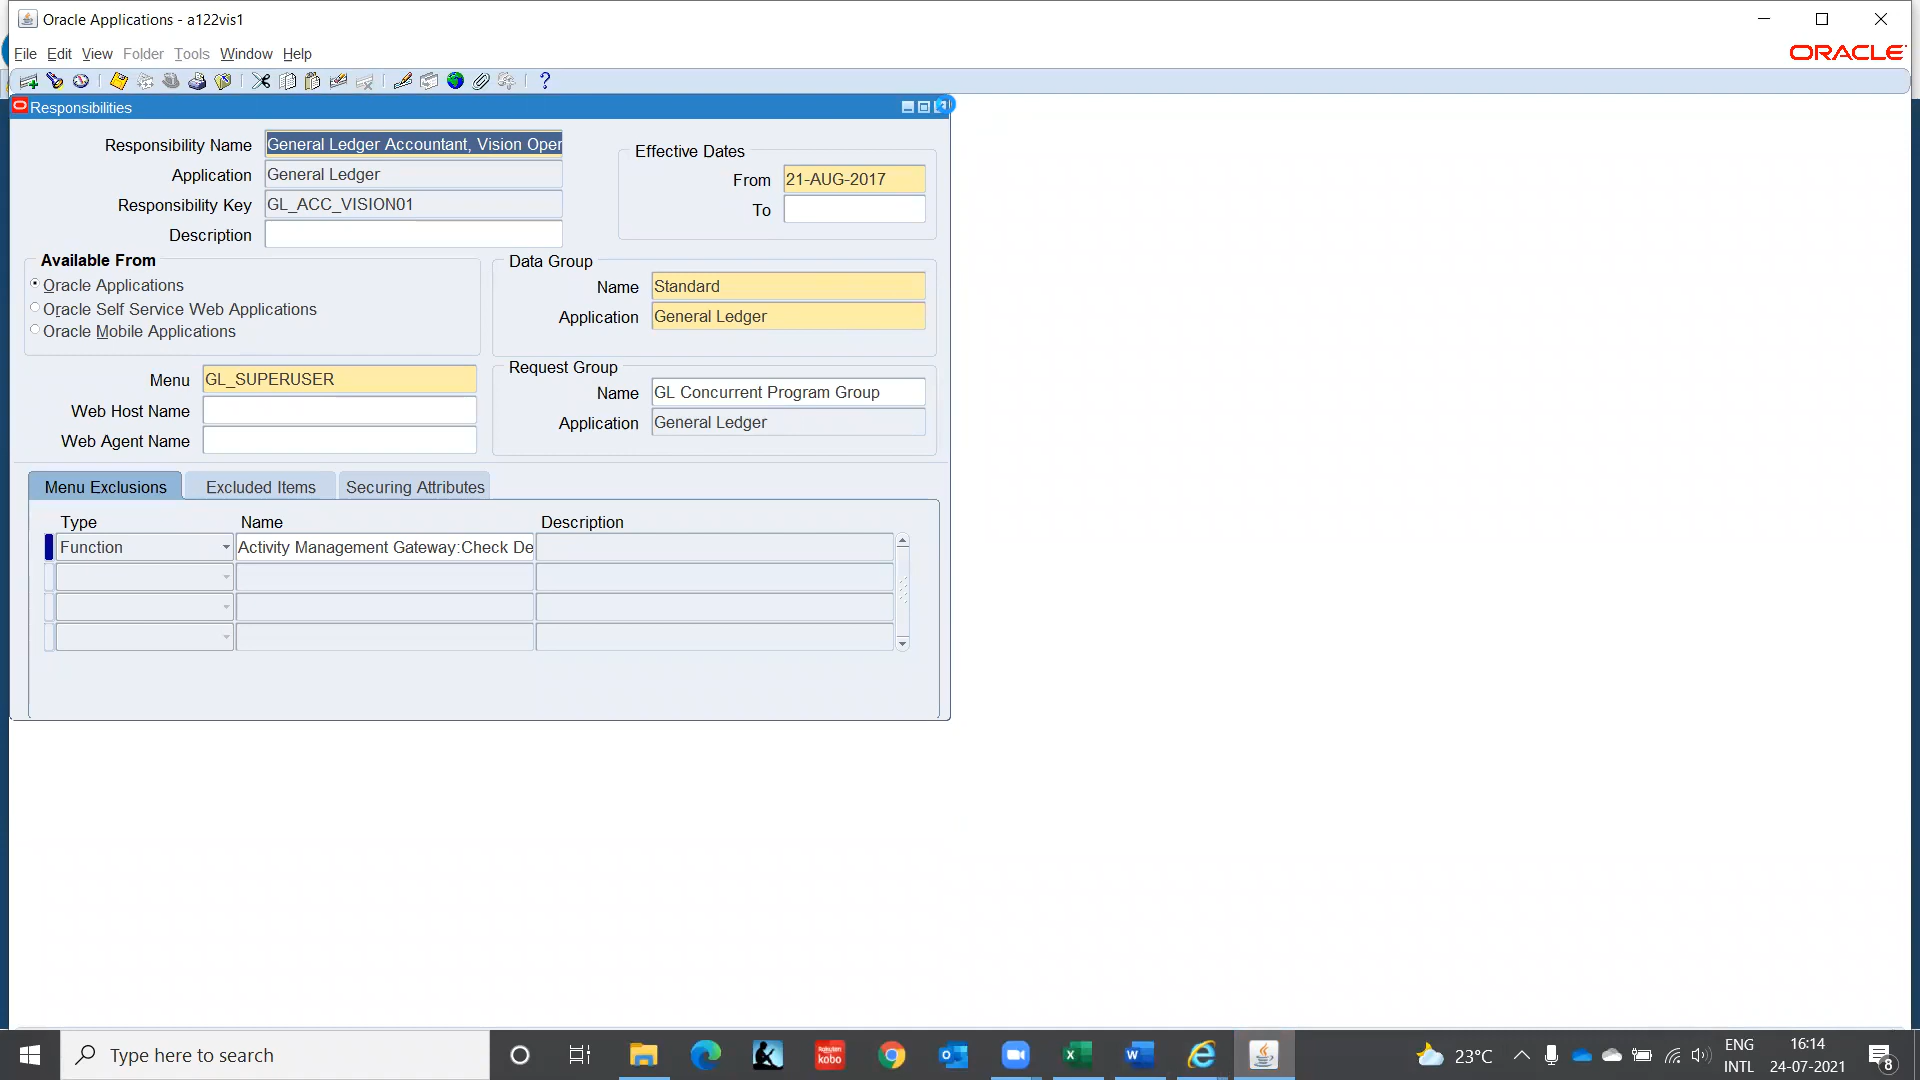 Oracle Applications - a122vis1
File Edit View Folder Tools Window Help
ORACLE
Responsibilities
Responsibility Name General Ledger Accountant, Vision Oper
Application General Ledger
Responsibility Key GL_ACC_VISION01
Description
Effective Dates
From 21-AUG-2017
To
Available From
Oracle Applications
Oracle Self Service Web Applications
Oracle Mobile Applications
Data Group
Name Standard
Application General Ledger
Menu GL_SUPERUSER
Web Host Name
Web Agent Name
Request Group
Name GL Concurrent Program Group
Application General Ledger
Menu Exclusions Excluded Items Securing Attributes
Type Name Description
Function Activity Management Gateway:Check De
Type here to search
Rakuten
kobo
23°C
ENG
INTL
16:14
24-07-2021
8